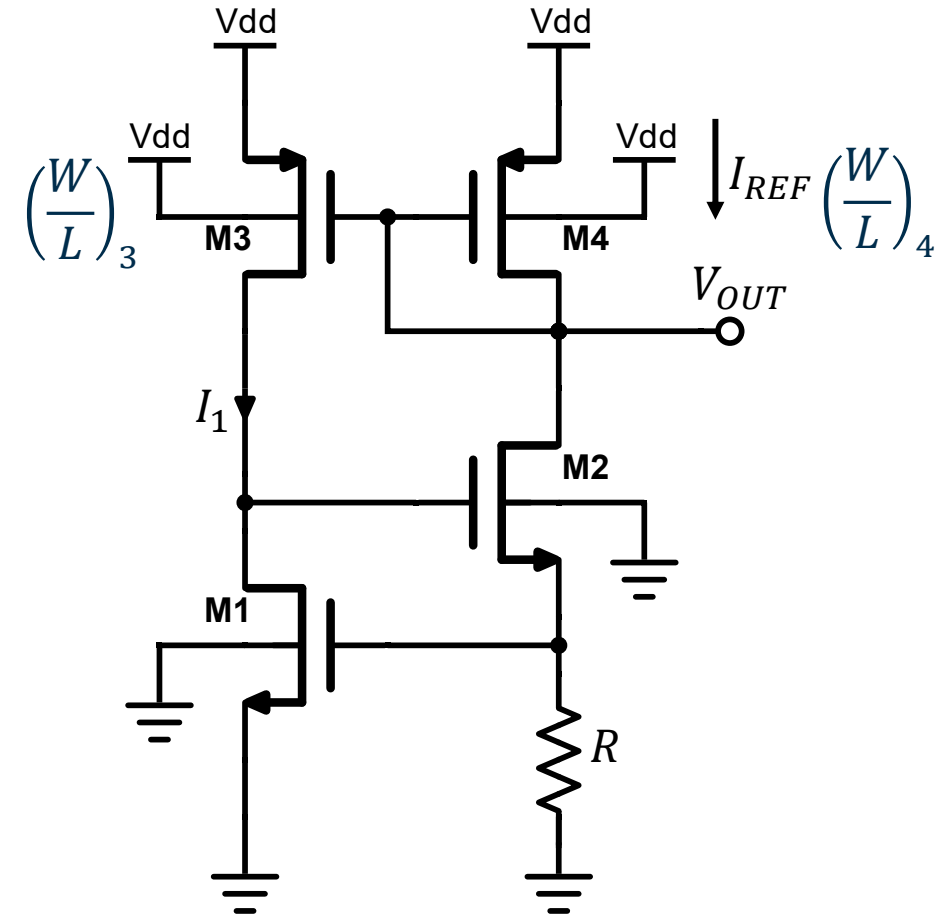 Vdd
Vdd
Vdd
Vdd
(W/L)₃
M3
M4
I_REF
(W/L)₄
V_OUT
I₁
M2
M1
R